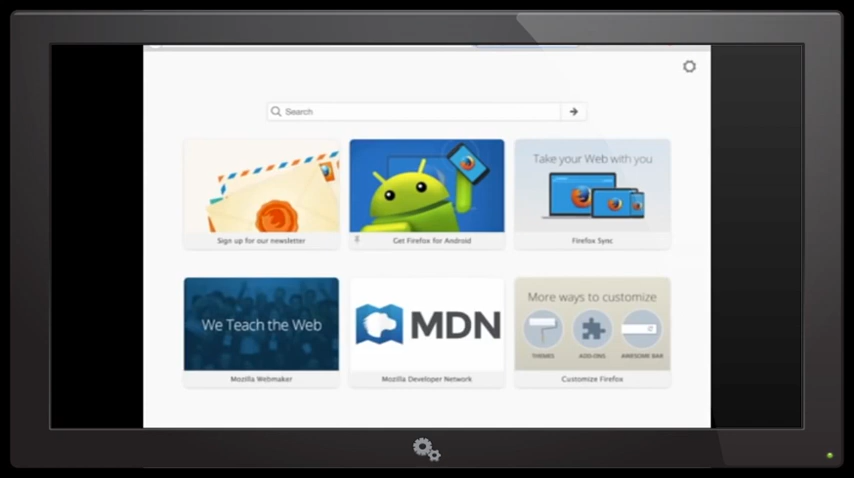 Search
Sign up for our newsletter
Get Firefox for Android
Take your Web with you
Firefox Sync
We Teach the Web
Mozilla Webmaker
MDN
Mozilla Developer Network
More ways to customize
THEMES
ADD-ONS
AWESOME BAR
Customize Firefox